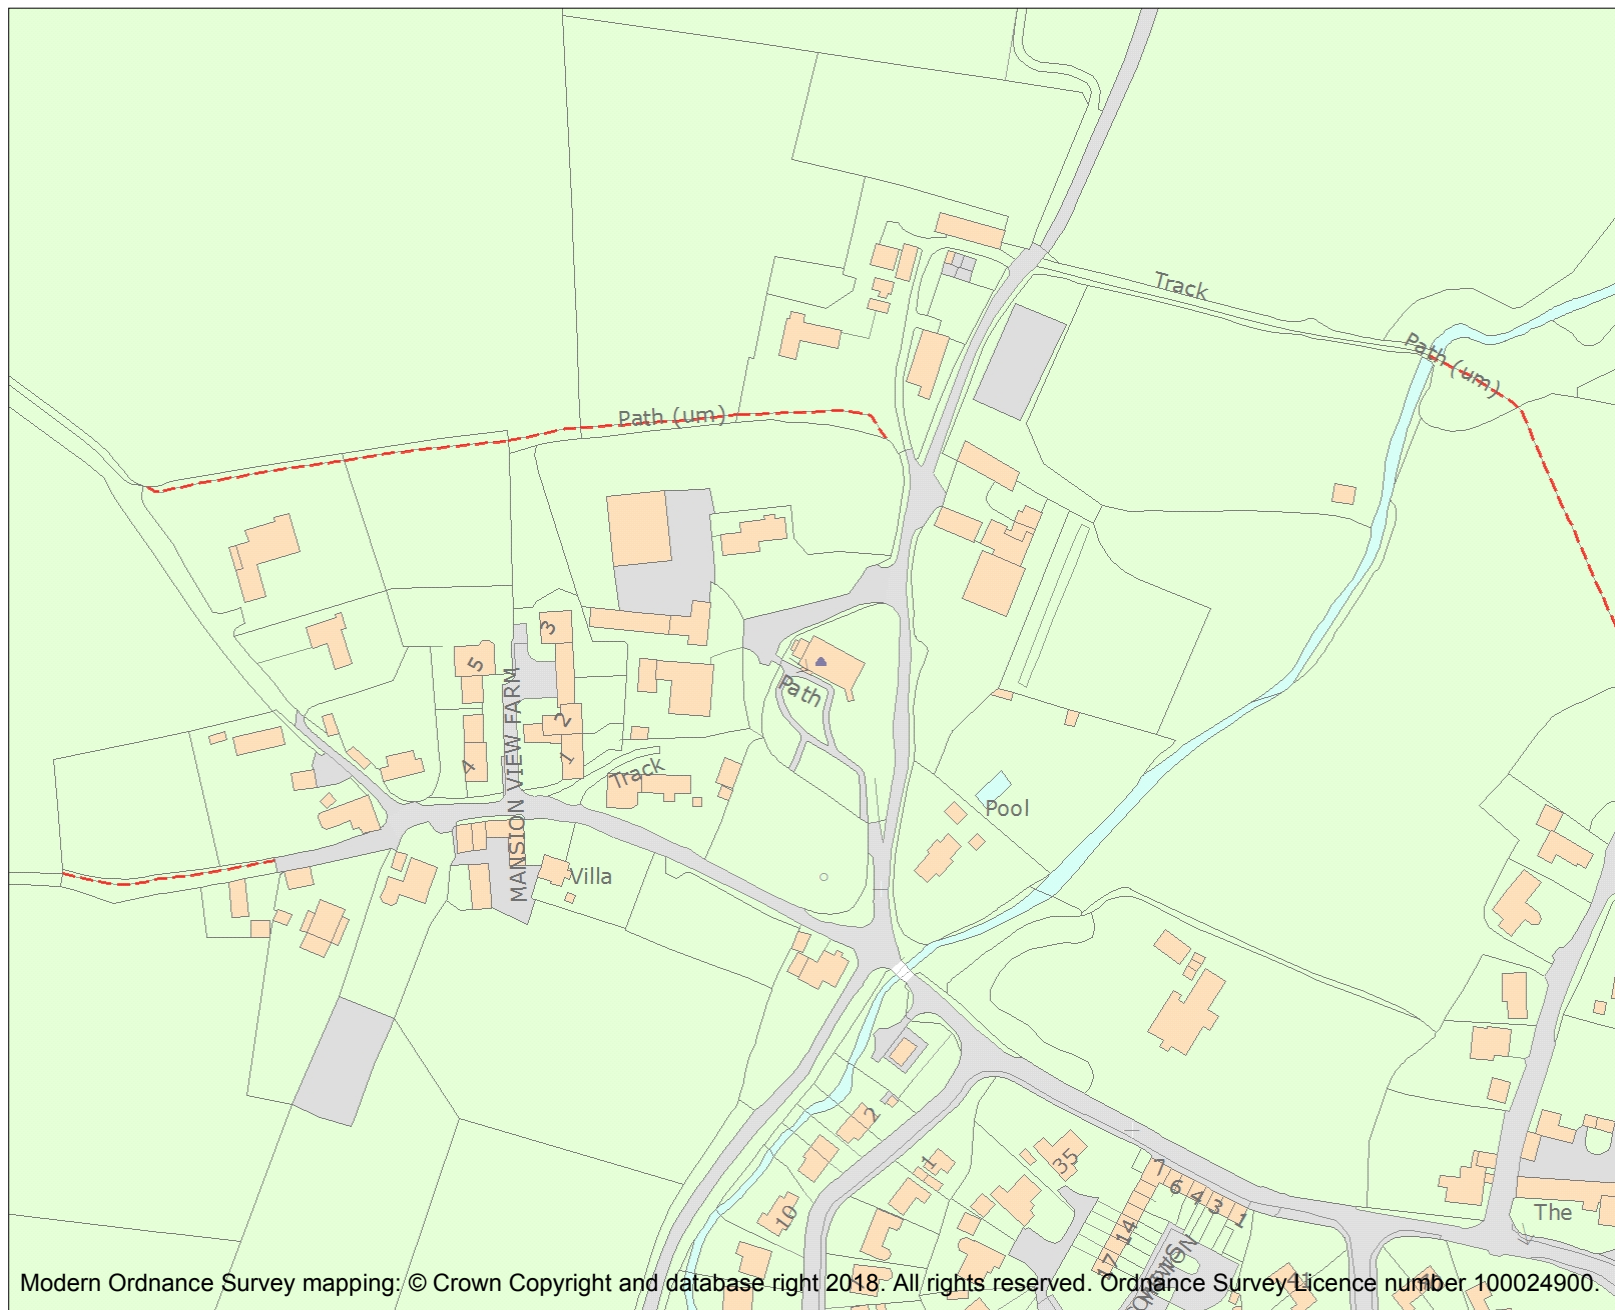 Track
Path (um)
Path (um)
3
5
MANSION VIEW FARM
Path
2
1
4
Track
Pool
Villa
2
1
35
7
6
4
3
1
10
14
17
The
Modern Ordnance Survey mapping: © Crown Copyright and database right 2018. All rights reserved. Ordnance Survey Licence number 100024900.